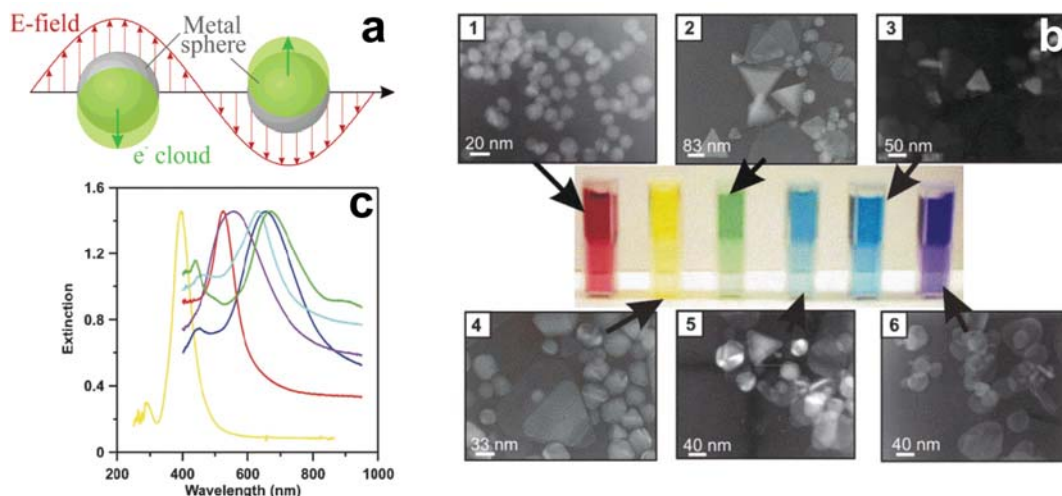 E-field
Metal
sphere
a
e⁻ cloud
1
20 nm
2
83 nm
3
50 nm
b
c
1.6
1.2
0.8
0.4
0
Extinction
200
400
600
800
1000
Wavelength (nm)
4
33 nm
5
40 nm
6
40 nm